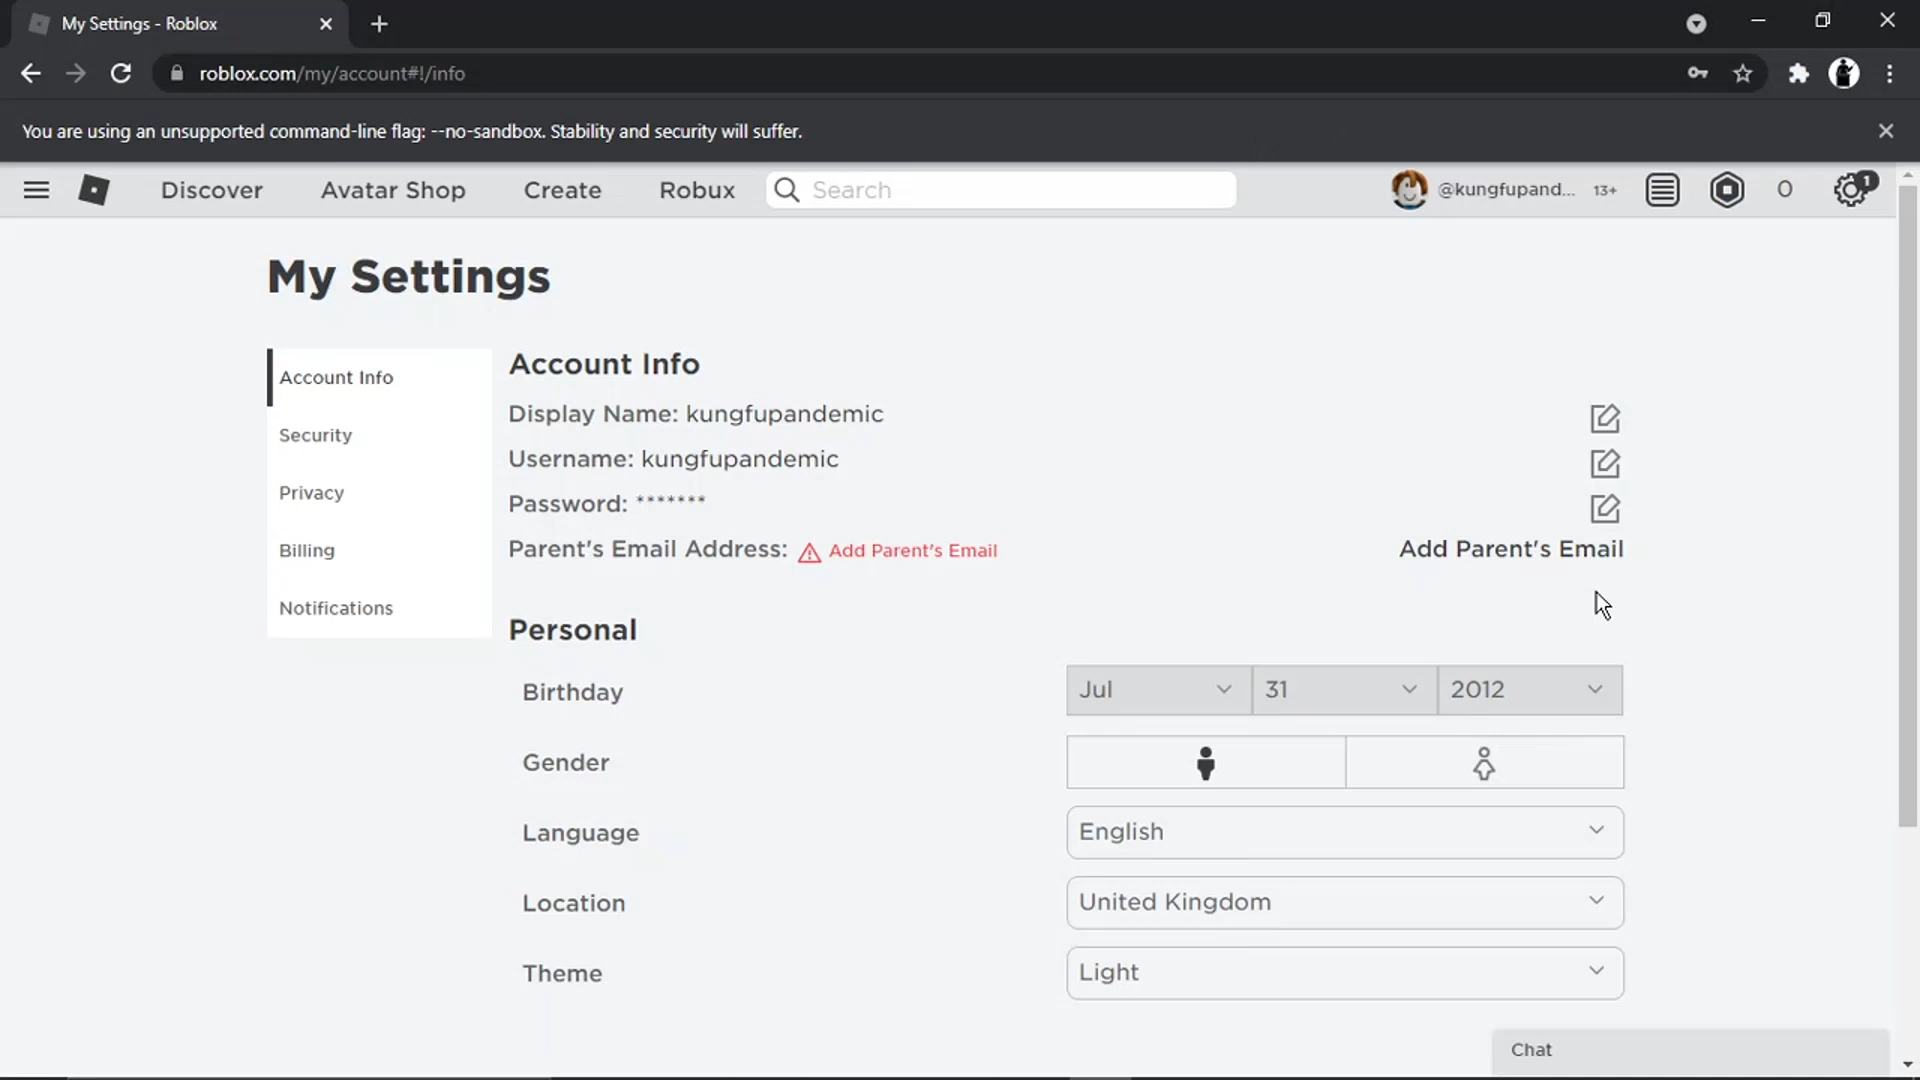 My Settings - Roblox
roblox.com/my/account#!/info
You are using an unsupported command-line flag: --no-sandbox. Stability and security will suffer.
Discover Avatar Shop Create Robux Search @kungfupand... 13+ 0 1
My Settings
Account Info
Security
Privacy
Billing
Notifications
Account Info
Display Name: kungfupandemic
Username: kungfupandemic
Password: *******
Parent's Email Address: Add Parent's Email Add Parent's Email
Personal
Birthday Jul 31 2012
Gender
Language English
Location United Kingdom
Theme Light
Chat